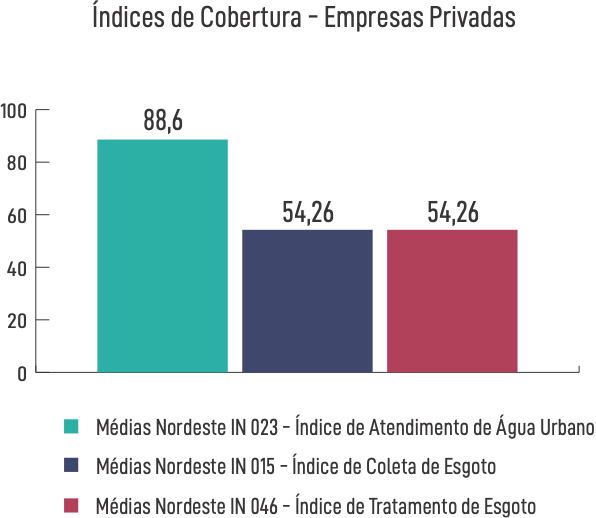 Índices de Cobertura - Empresas Privadas
100
88,6
80
60
54,26
54,26
40
20
0
Médias Nordeste IN 023 - Índice de Atendimento de Água Urbano
Médias Nordeste IN 015 - Índice de Coleta de Esgoto
Médias Nordeste IN 046 - Índice de Tratamento de Esgoto